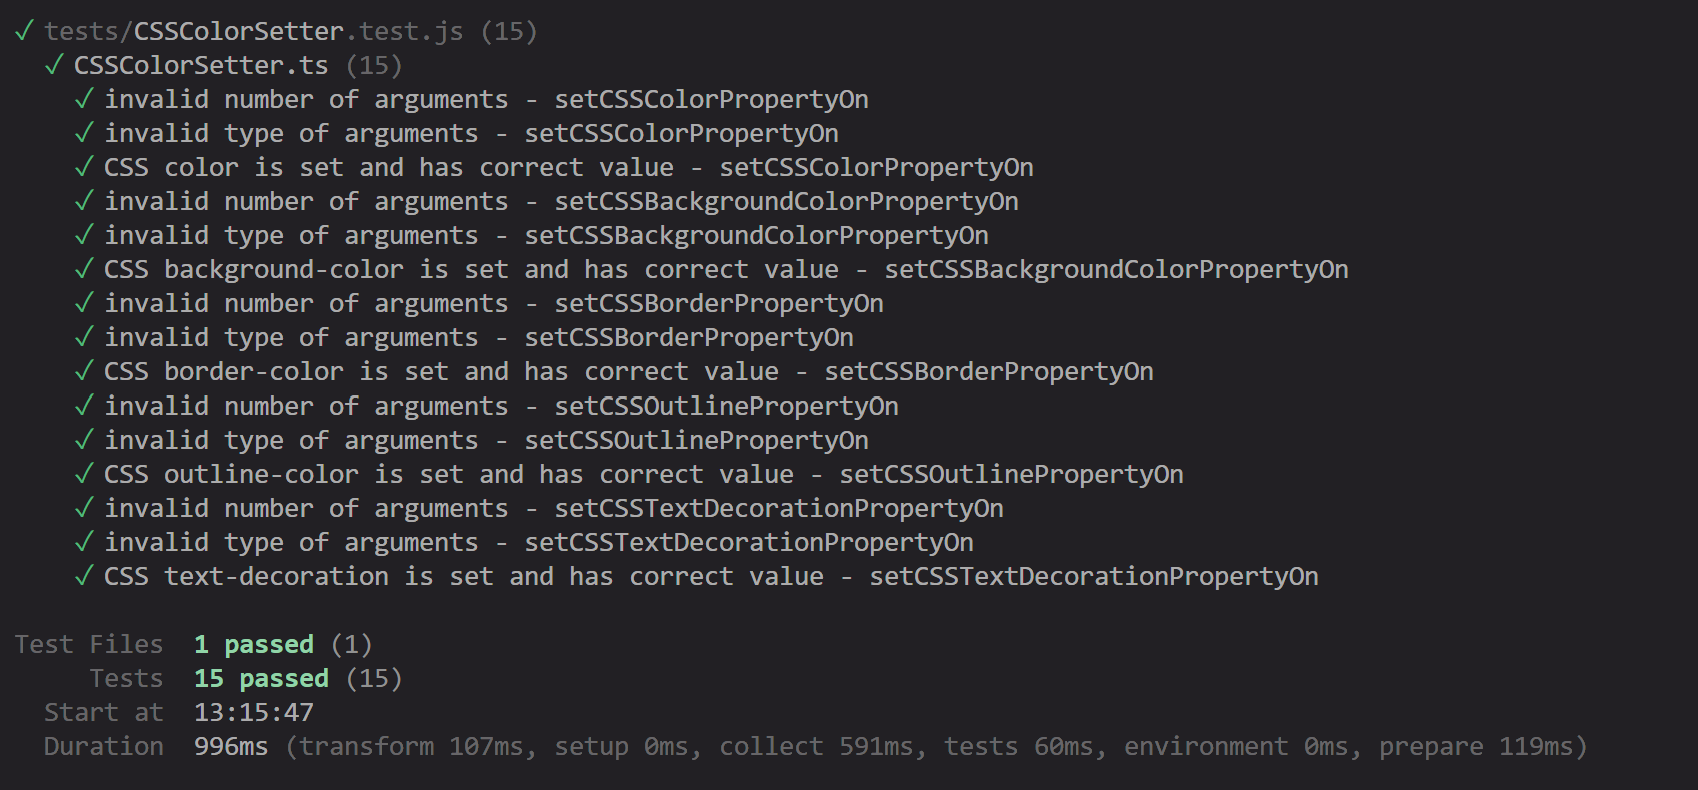 ✓ tests/CSSColorSetter.test.js (15)
✓ CSSColorSetter.ts (15)
✓ invalid number of arguments - setCSSColorPropertyOn
✓ invalid type of arguments - setCSSColorPropertyOn
✓ CSS color is set and has correct value - setCSSColorPropertyOn
✓ invalid number of arguments - setCSSBackgroundColorPropertyOn
✓ invalid type of arguments - setCSSBackgroundColorPropertyOn
✓ CSS background-color is set and has correct value - setCSSBackgroundColorPropertyOn
✓ invalid number of arguments - setCSSBorderPropertyOn
✓ invalid type of arguments - setCSSBorderPropertyOn
✓ CSS border-color is set and has correct value - setCSSBorderPropertyOn
✓ invalid number of arguments - setCSSOutlinePropertyOn
✓ invalid type of arguments - setCSSOutlinePropertyOn
✓ CSS outline-color is set and has correct value - setCSSOutlinePropertyOn
✓ invalid number of arguments - setCSSTextDecorationPropertyOn
✓ invalid type of arguments - setCSSTextDecorationPropertyOn
✓ CSS text-decoration is set and has correct value - setCSSTextDecorationPropertyOn
Test Files 1 passed (1)
Tests 15 passed (15)
Start at 13:15:47
Duration 996ms (transform 107ms, setup 0ms, collect 591ms, tests 60ms, environment 0ms, prepare 119ms)